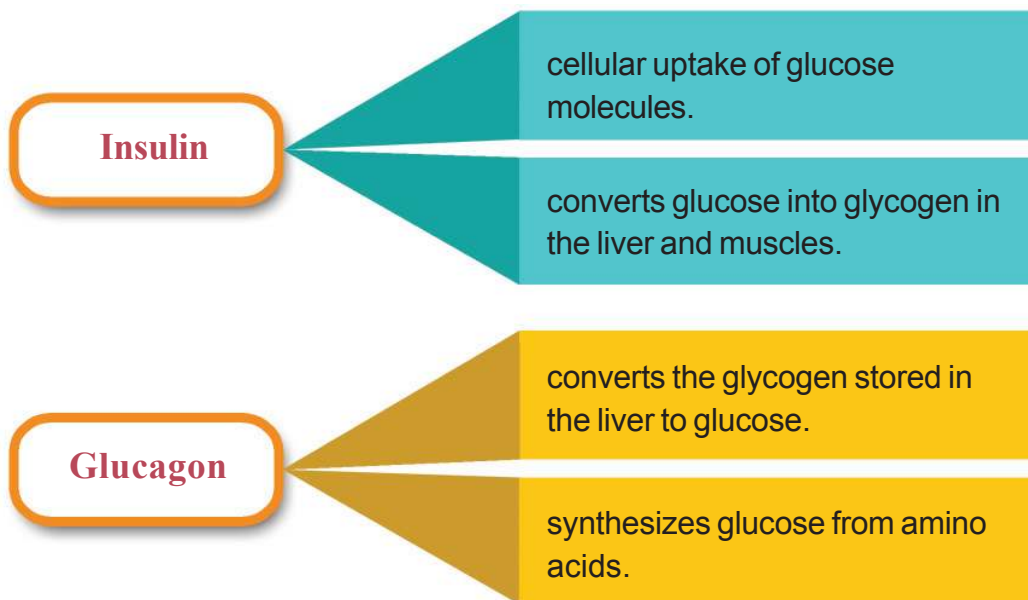 Insulin
cellular uptake of glucose
molecules.
converts glucose into glycogen in
the liver and muscles.
Glucagon
converts the glycogen stored in
the liver to glucose.
synthesizes glucose from amino
acids.